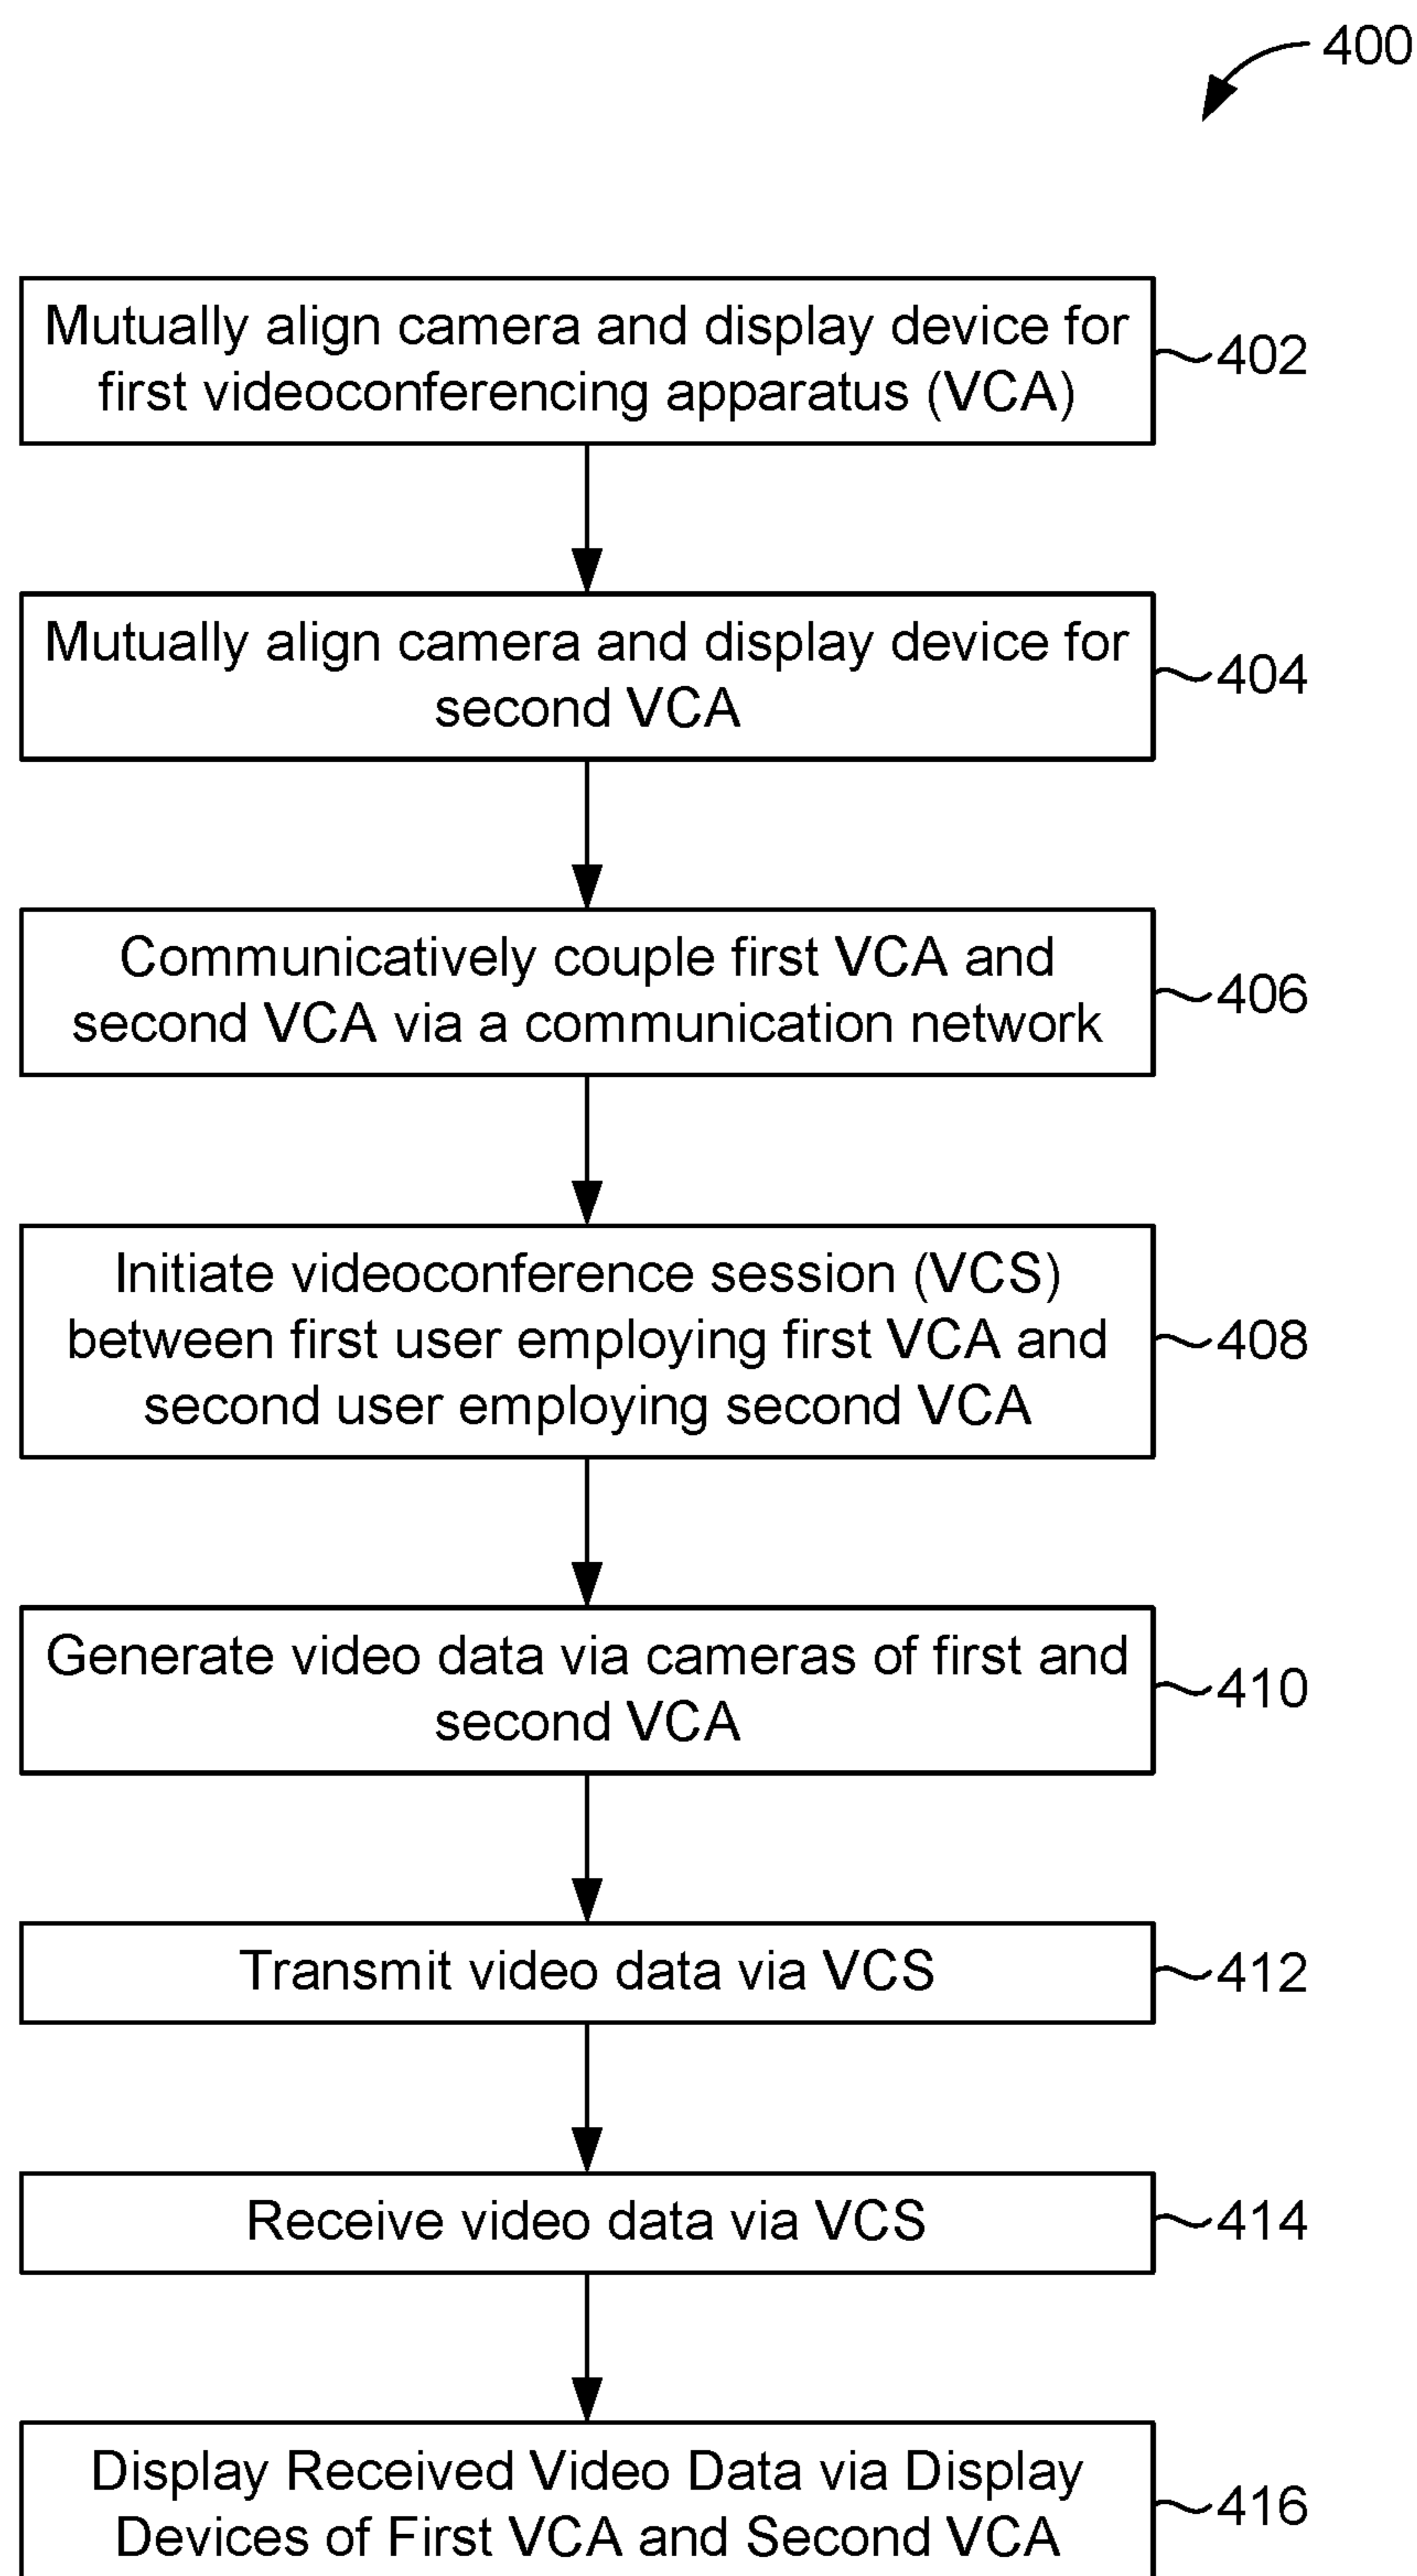 400
Mutually align camera and display device for
first videoconferencing apparatus (VCA)
402
Mutually align camera and display device for
second VCA
404
Communicatively couple first VCA and
second VCA via a communication network
406
Initiate videoconference session (VCS)
between first user employing first VCA and
second user employing second VCA
408
Generate video data via cameras of first and
second VCA
410
Transmit video data via VCS
412
Receive video data via VCS
414
Display Received Video Data via Display
Devices of First VCA and Second VCA
416